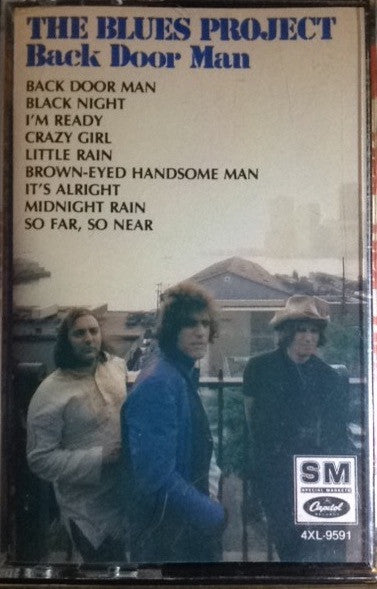 THE BLUES PROJECT
Back Door Man
BACK DOOR MAN
BLACK NIGHT
I'M READY
CRAZY GIRL
LITTLE RAIN
BROWN-EYED HANDSOME MAN
IT'S ALRIGHT
MIDNIGHT RAIN
SO FAR, SO NEAR
SM
SPECIAL MARKETS
Capitol
RECORDS
4XL-9591